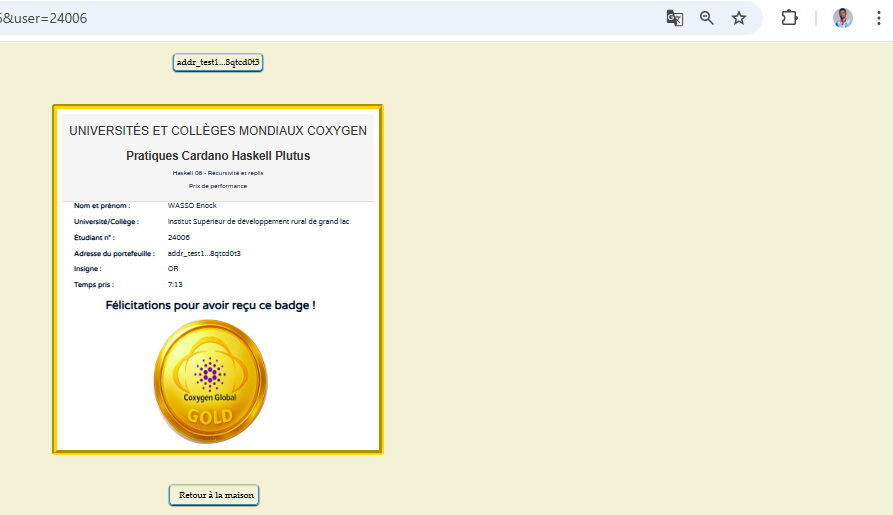 &user=24006
addr_test1...8qtcd0t3
UNIVERSITÉS ET COLLÈGES MONDIAUX COXYGEN
Pratiques Cardano Haskell Plutus
Haskell 06 - Récursivité et replis
Prix de performance
Nom et prénom : WASSO Enock
Université/Collège : Institut Supérieur de développement rural de grand lac
Étudiant n° : 24006
Adresse du portefeuille : addr_test1...8qtcd0t3
Insigne : OR
Temps pris : 7:13
Félicitations pour avoir reçu ce badge !
Coxygen Global
GOLD
Retour à la maison